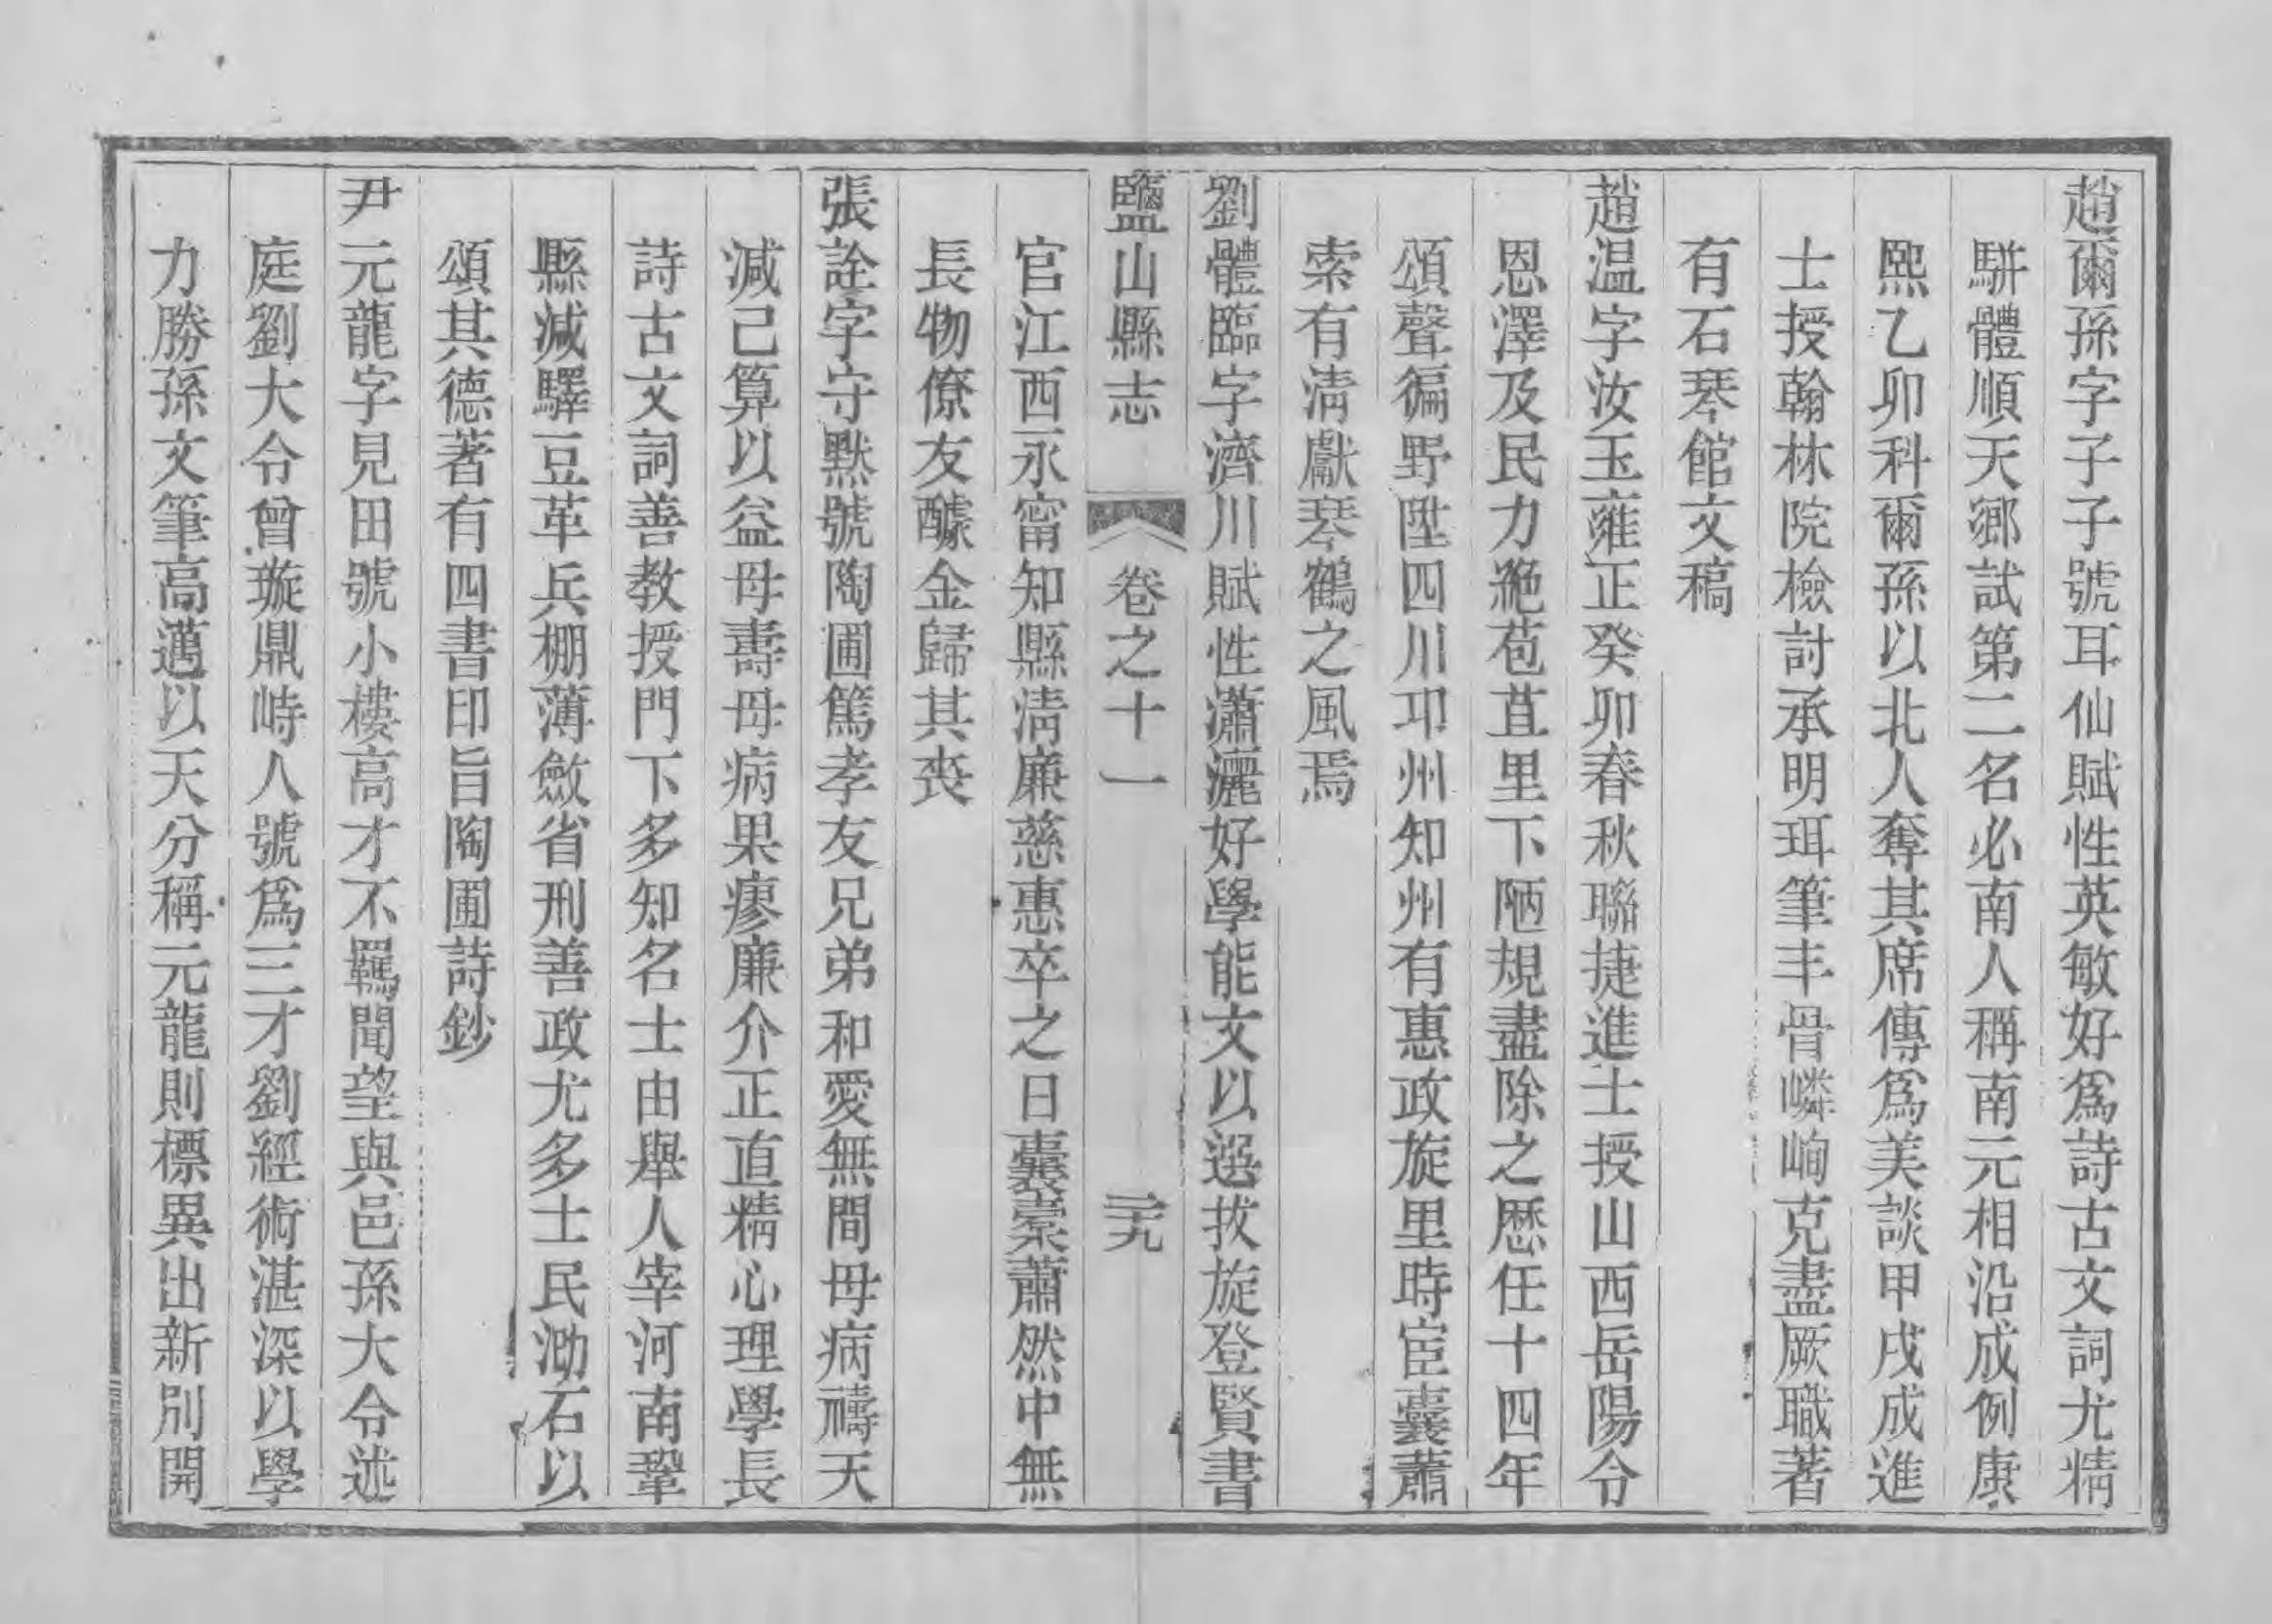 趙爾孫字子子號耳仙賦性英敏好爲詩古文詞尤精
駢體順天鄉試第二名必南人稱南元相沿成例康
熙乙卯科爾孫以北人奪其席傳爲美談甲戌成進
士授翰林院檢討承明珥筆丰骨嶙峋克盡厥職著
有石琴館文稿
趙温字汝玉雍正癸卯春秋聯捷進士授山西岳陽令
恩澤及民力絶苞苴里下陋規盡除之歷任十四年
頌聲徧野陞四川邛州知州有惠政旋里時宦囊蕭
索有清獻琴鶴之風焉
劉體臨字濟川賦性瀟灑好學能文以選拔旋登賢書
鹽山縣志 卷之十一 二十九
官江西永甯知縣清廉慈惠卒之日囊橐蕭然中無
長物僚友醵金歸其喪
張詮字守黙號陶圃篤孝友兄弟和愛無間母病禱天
減己算以益母壽母病果瘳廉介正直精心理學長
詩古文詞善教授門下多知名士由舉人宰河南鞏
縣減驛豆革兵棚薄斂省刑善政尤多士民泐石以
頌其德著有四書印旨陶圃詩鈔
尹元龍字見田號小樓高才不羈聞望與邑孫大令述
庭劉大令曾璇鼎峙人號爲三才劉經術湛深以學
力勝孫文筆高邁以天分稱元龍則標異出新別開